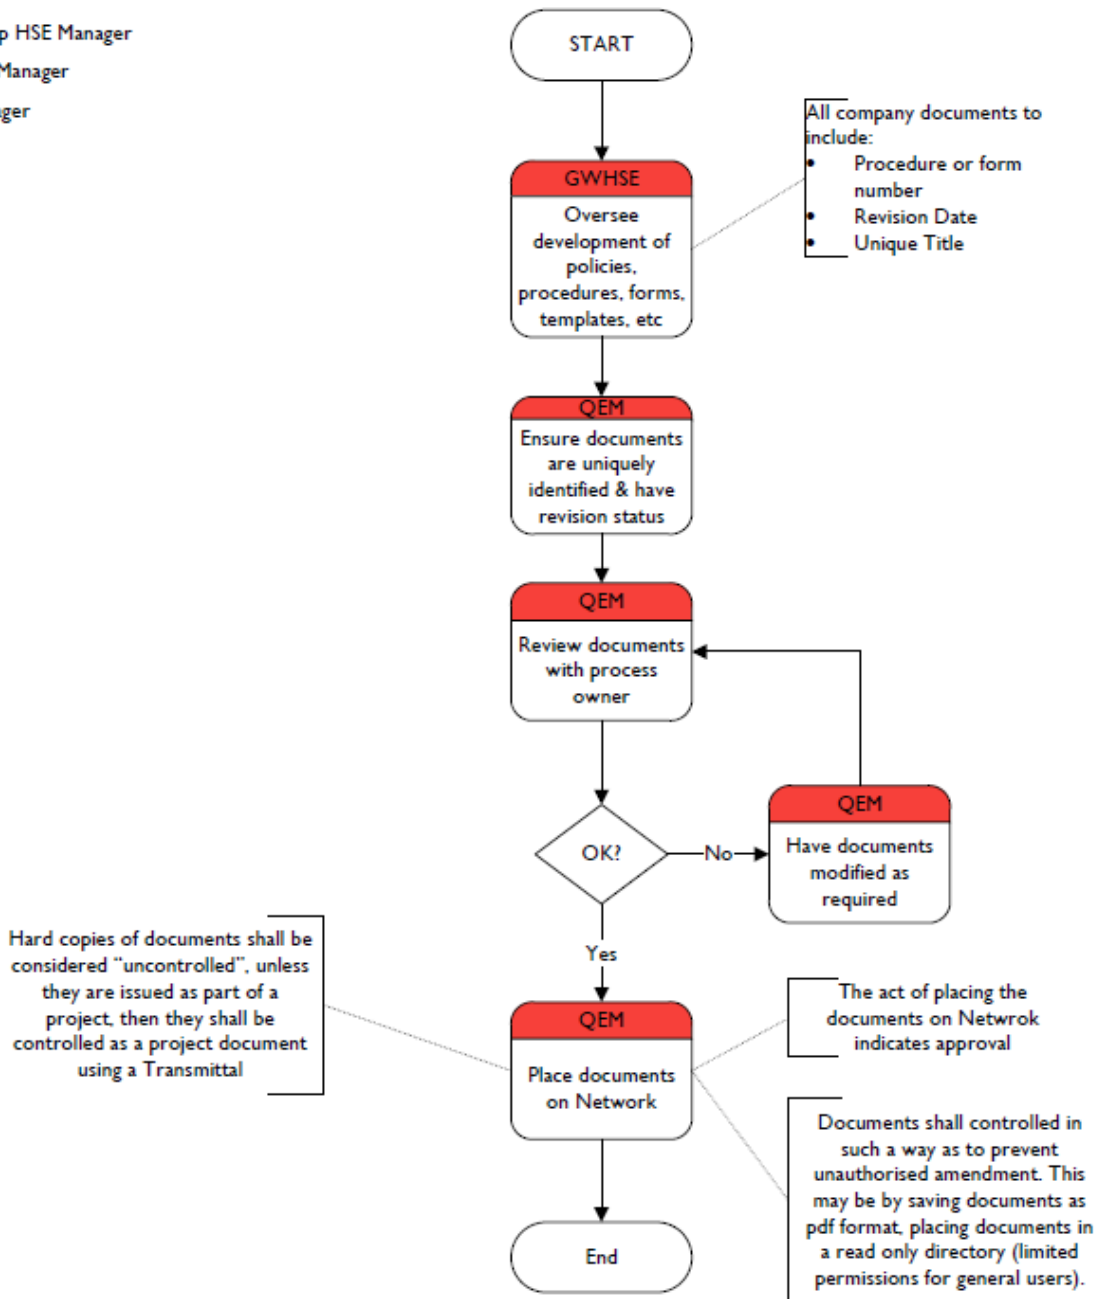 HSE Manager
Manager
START
All company documents to
include:
• Procedure or form
number
• Revision Date
• Unique Title
GWHSE
Oversee
development of
policies,
procedures, forms,
templates, etc
QEM
Ensure documents
are uniquely
identified & have
revision status
QEM
Review documents
with process
owner
OK?
No
QEM
Have documents
modified as
required
Yes
Hard copies of documents shall be
considered “uncontrolled”, unless
they are issued as part of a
project, then they shall be
controlled as a project document
using a Transmittal
QEM
Place documents
on Network
The act of placing the
documents on Netwrok
indicates approval
Documents shall controlled in
such a way as to prevent
unauthorised amendment. This
may be by saving documents as
pdf format, placing documents in
a read only directory (limited
permissions for general users).
End